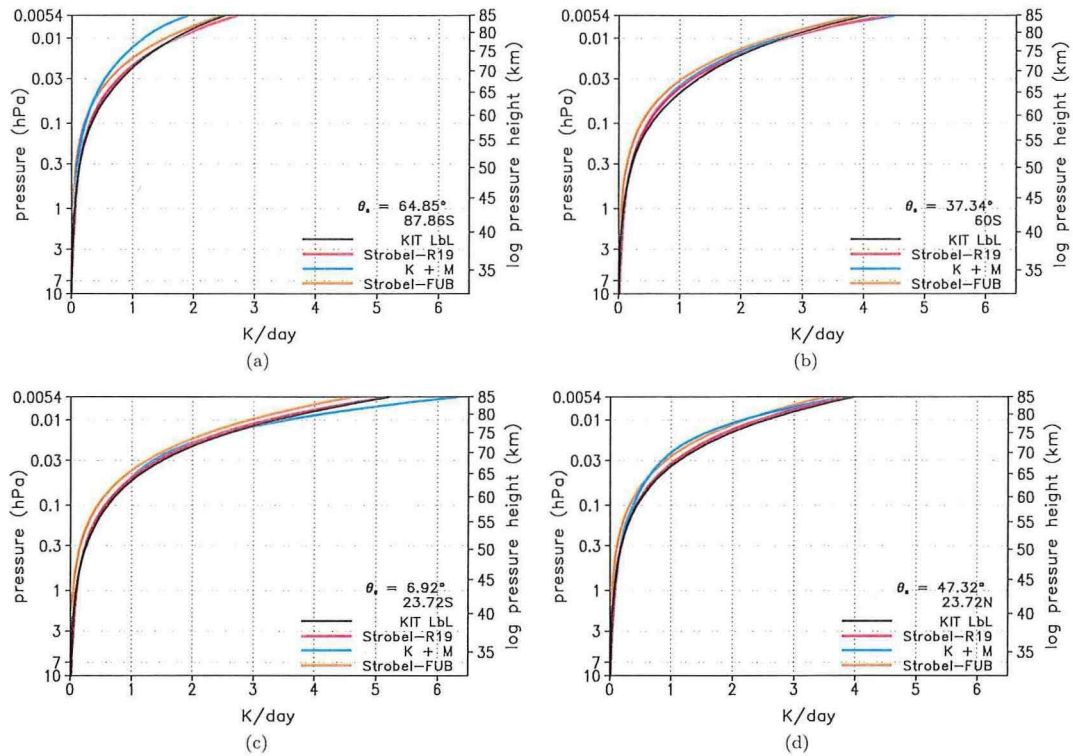 0.0054
0.01
0.03
0.1
0.3
1
3
7
10
pressure (hPa)
85
75
70
65
60
55
50
45
40
35
log pressure height (km)
θs = 64.85°
87.86S
KIT LbL
Strobel-R19
K + M
Strobel-FUB
0 1 2 3 4 5 6
K/day
(a)
0.0054
0.01
0.03
0.1
0.3
1
3
7
10
pressure (hPa)
85
75
70
65
60
55
50
45
40
35
log pressure height (km)
θs = 37.34°
60S
KIT LbL
Strobel-R19
K + M
Strobel-FUB
0 1 2 3 4 5 6
K/day
(b)
0.0054
0.01
0.03
0.1
0.3
1
3
7
10
pressure (hPa)
85
75
70
65
60
55
50
45
40
35
log pressure height (km)
θs = 6.92°
23.72S
KIT LbL
Strobel-R19
K + M
Strobel-FUB
0 1 2 3 4 5 6
K/day
(c)
0.0054
0.01
0.03
0.1
0.3
1
3
7
10
pressure (hPa)
85
75
70
65
60
55
50
45
40
35
log pressure height (km)
θs = 47.32°
23.72N
KIT LbL
Strobel-R19
K + M
Strobel-FUB
0 1 2 3 4 5 6
K/day
(d)